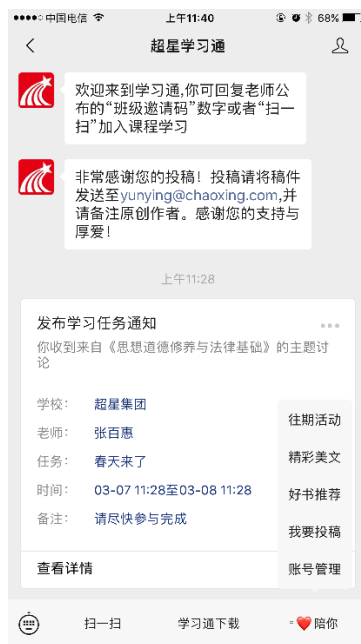 中国电信 上午11:40 68%
超星学习通
欢迎来到学习通,你可回复老师公
布的“班级邀请码”数字或者“扫一
扫”加入课程学习
非常感谢您的投稿！投稿请将稿件
发送至yunying@chaoxing.com,并
请备注原创作者。感谢您的支持与
厚爱！
上午11:28
发布学习任务通知
你收到来自《思想道德修养与法律基础》的主题讨
论
学校： 超星集团
老师： 张百惠
任务： 春天来了
时间： 03-07 11:28至03-08 11:28
备注： 请尽快参与完成
查看详情
往期活动
精彩美文
好书推荐
我要投稿
账号管理
扫一扫 学习通下载 ❤️陪你